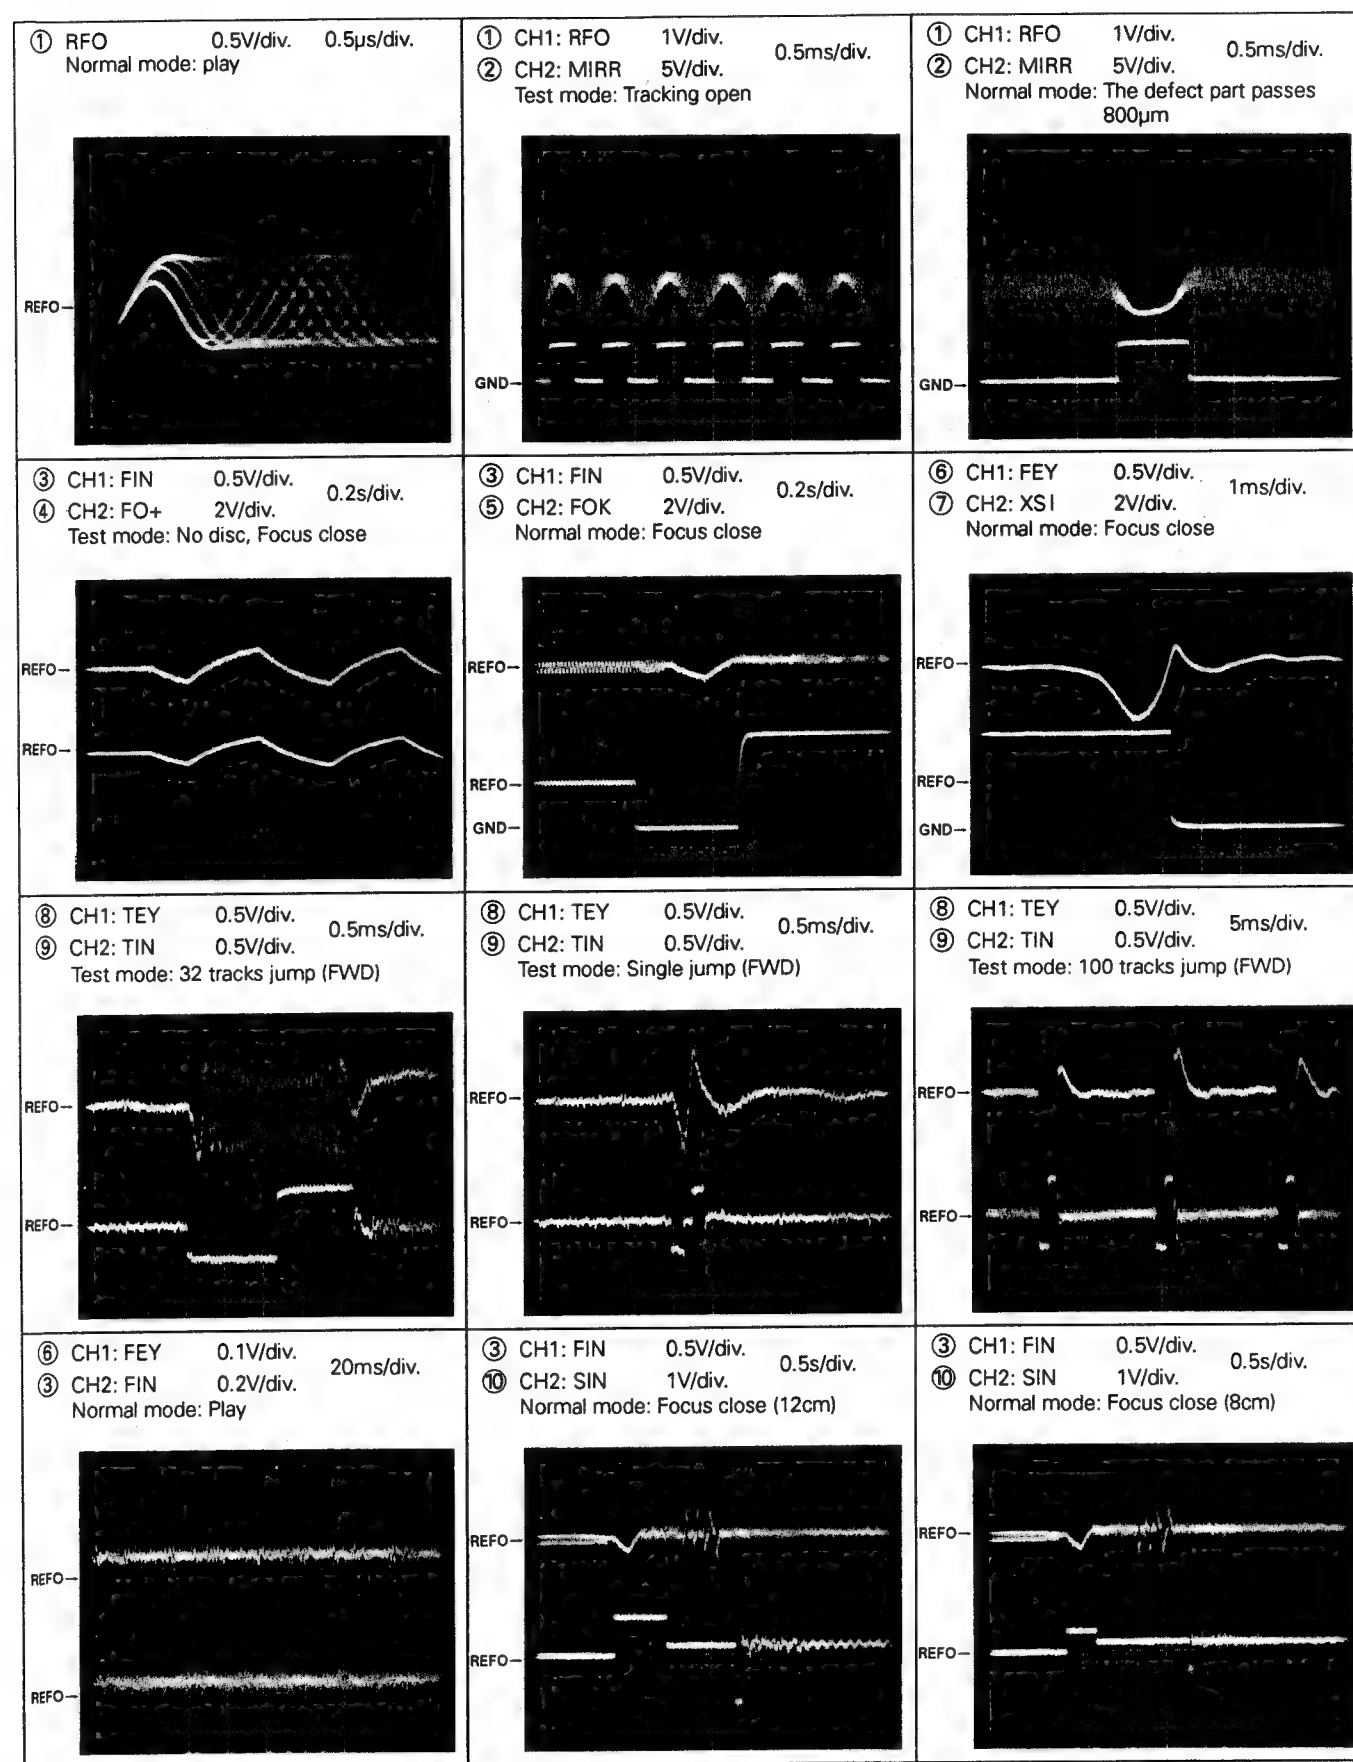 ① RFO 0.5V/div. 0.5µs/div.
Normal mode: play
REFO→
① CH1: RFO 1V/div. 0.5ms/div.
② CH2: MIRR 5V/div.
Test mode: Tracking open
GND→
① CH1: RFO 1V/div. 0.5ms/div.
② CH2: MIRR 5V/div.
Normal mode: The defect part passes
800µm
GND→
③ CH1: FIN 0.5V/div. 0.2s/div.
④ CH2: FO+ 2V/div.
Test mode: No disc, Focus close
REFO→
REFO→
③ CH1: FIN 0.5V/div. 0.2s/div.
⑤ CH2: FOK 2V/div.
Normal mode: Focus close
REFO→
REFO→
GND→
⑥ CH1: FEY 0.5V/div. 1ms/div.
⑦ CH2: XSI 2V/div.
Normal mode: Focus close
REFO→
REFO→
GND→
⑧ CH1: TEY 0.5V/div. 0.5ms/div.
⑨ CH2: TIN 0.5V/div.
Test mode: 32 tracks jump (FWD)
REFO→
REFO→
⑧ CH1: TEY 0.5V/div. 0.5ms/div.
⑨ CH2: TIN 0.5V/div.
Test mode: Single jump (FWD)
REFO→
REFO→
⑧ CH1: TEY 0.5V/div. 5ms/div.
⑨ CH2: TIN 0.5V/div.
Test mode: 100 tracks jump (FWD)
REFO→
REFO→
⑥ CH1: FEY 0.1V/div. 20ms/div.
③ CH2: FIN 0.2V/div.
Normal mode: Play
REFO→
REFO→
③ CH1: FIN 0.5V/div. 0.5s/div.
⑩ CH2: SIN 1V/div.
Normal mode: Focus close (12cm)
REFO→
REFO→
③ CH1: FIN 0.5V/div. 0.5s/div.
⑩ CH2: SIN 1V/div.
Normal mode: Focus close (8cm)
REFO→
REFO→